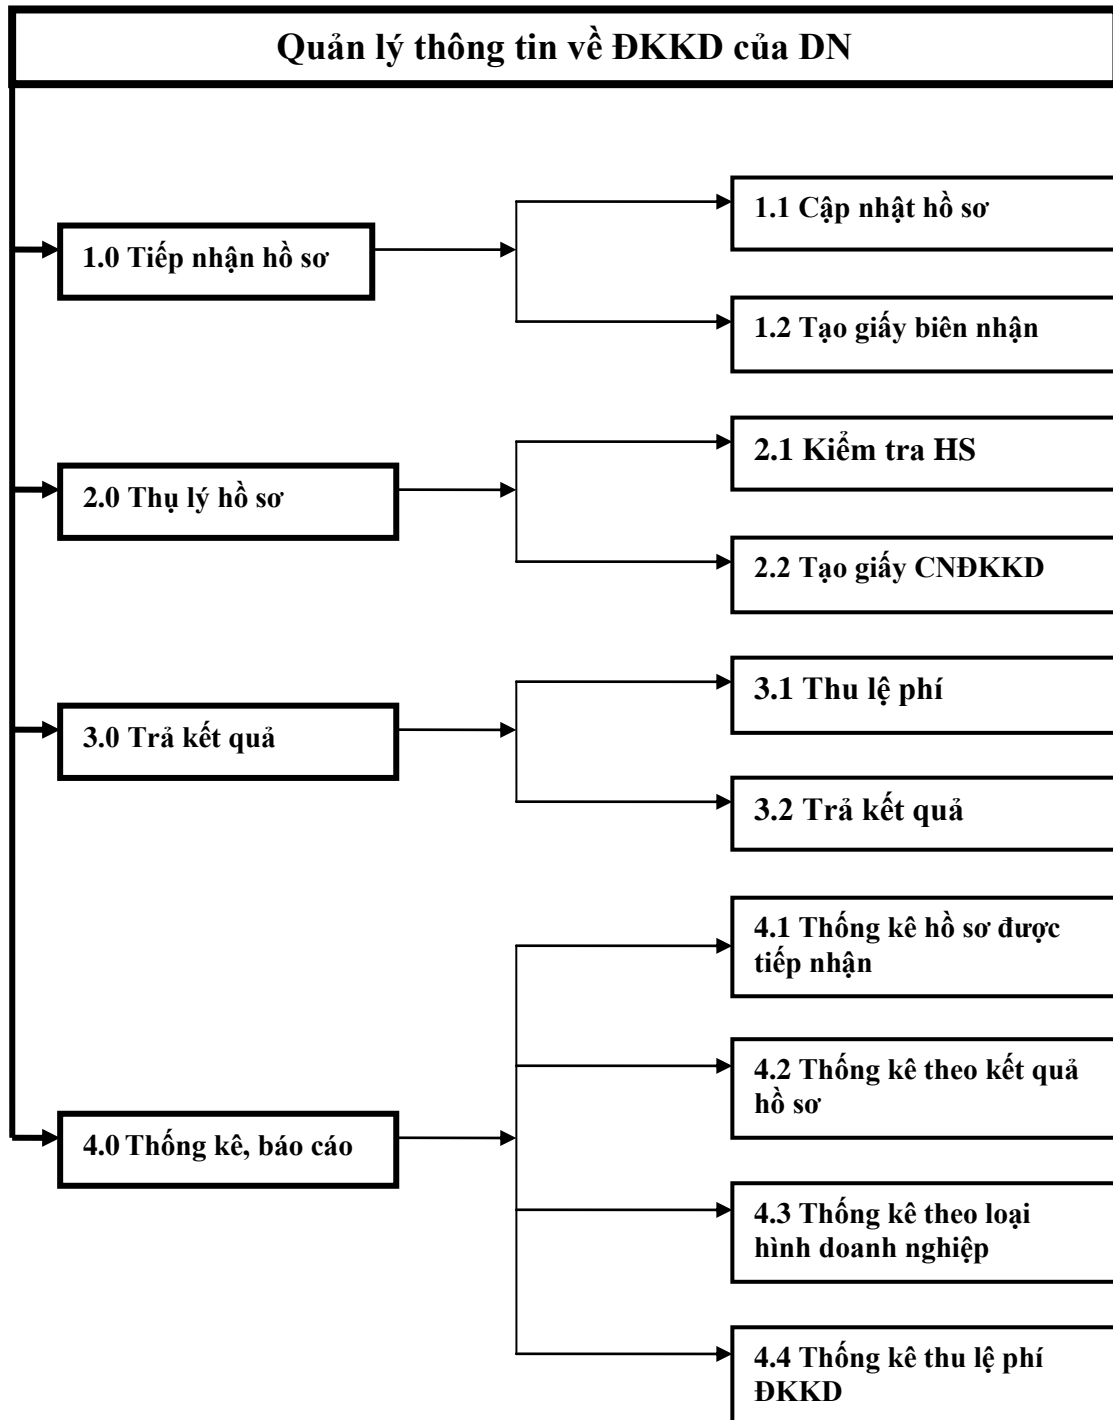 Quản lý thông tin về ĐKKD của DN
1.0 Tiếp nhận hồ sơ
1.1 Cập nhật hồ sơ
1.2 Tạo giấy biên nhận
2.0 Thụ lý hồ sơ
2.1 Kiểm tra HS
2.2 Tạo giấy CNĐKKD
3.0 Trả kết quả
3.1 Thu lệ phí
3.2 Trả kết quả
4.0 Thống kê, báo cáo
4.1 Thống kê hồ sơ được
tiếp nhận
4.2 Thống kê theo kết quả
hồ sơ
4.3 Thống kê theo loại
hình doanh nghiệp
4.4 Thống kê thu lệ phí
ĐKKD